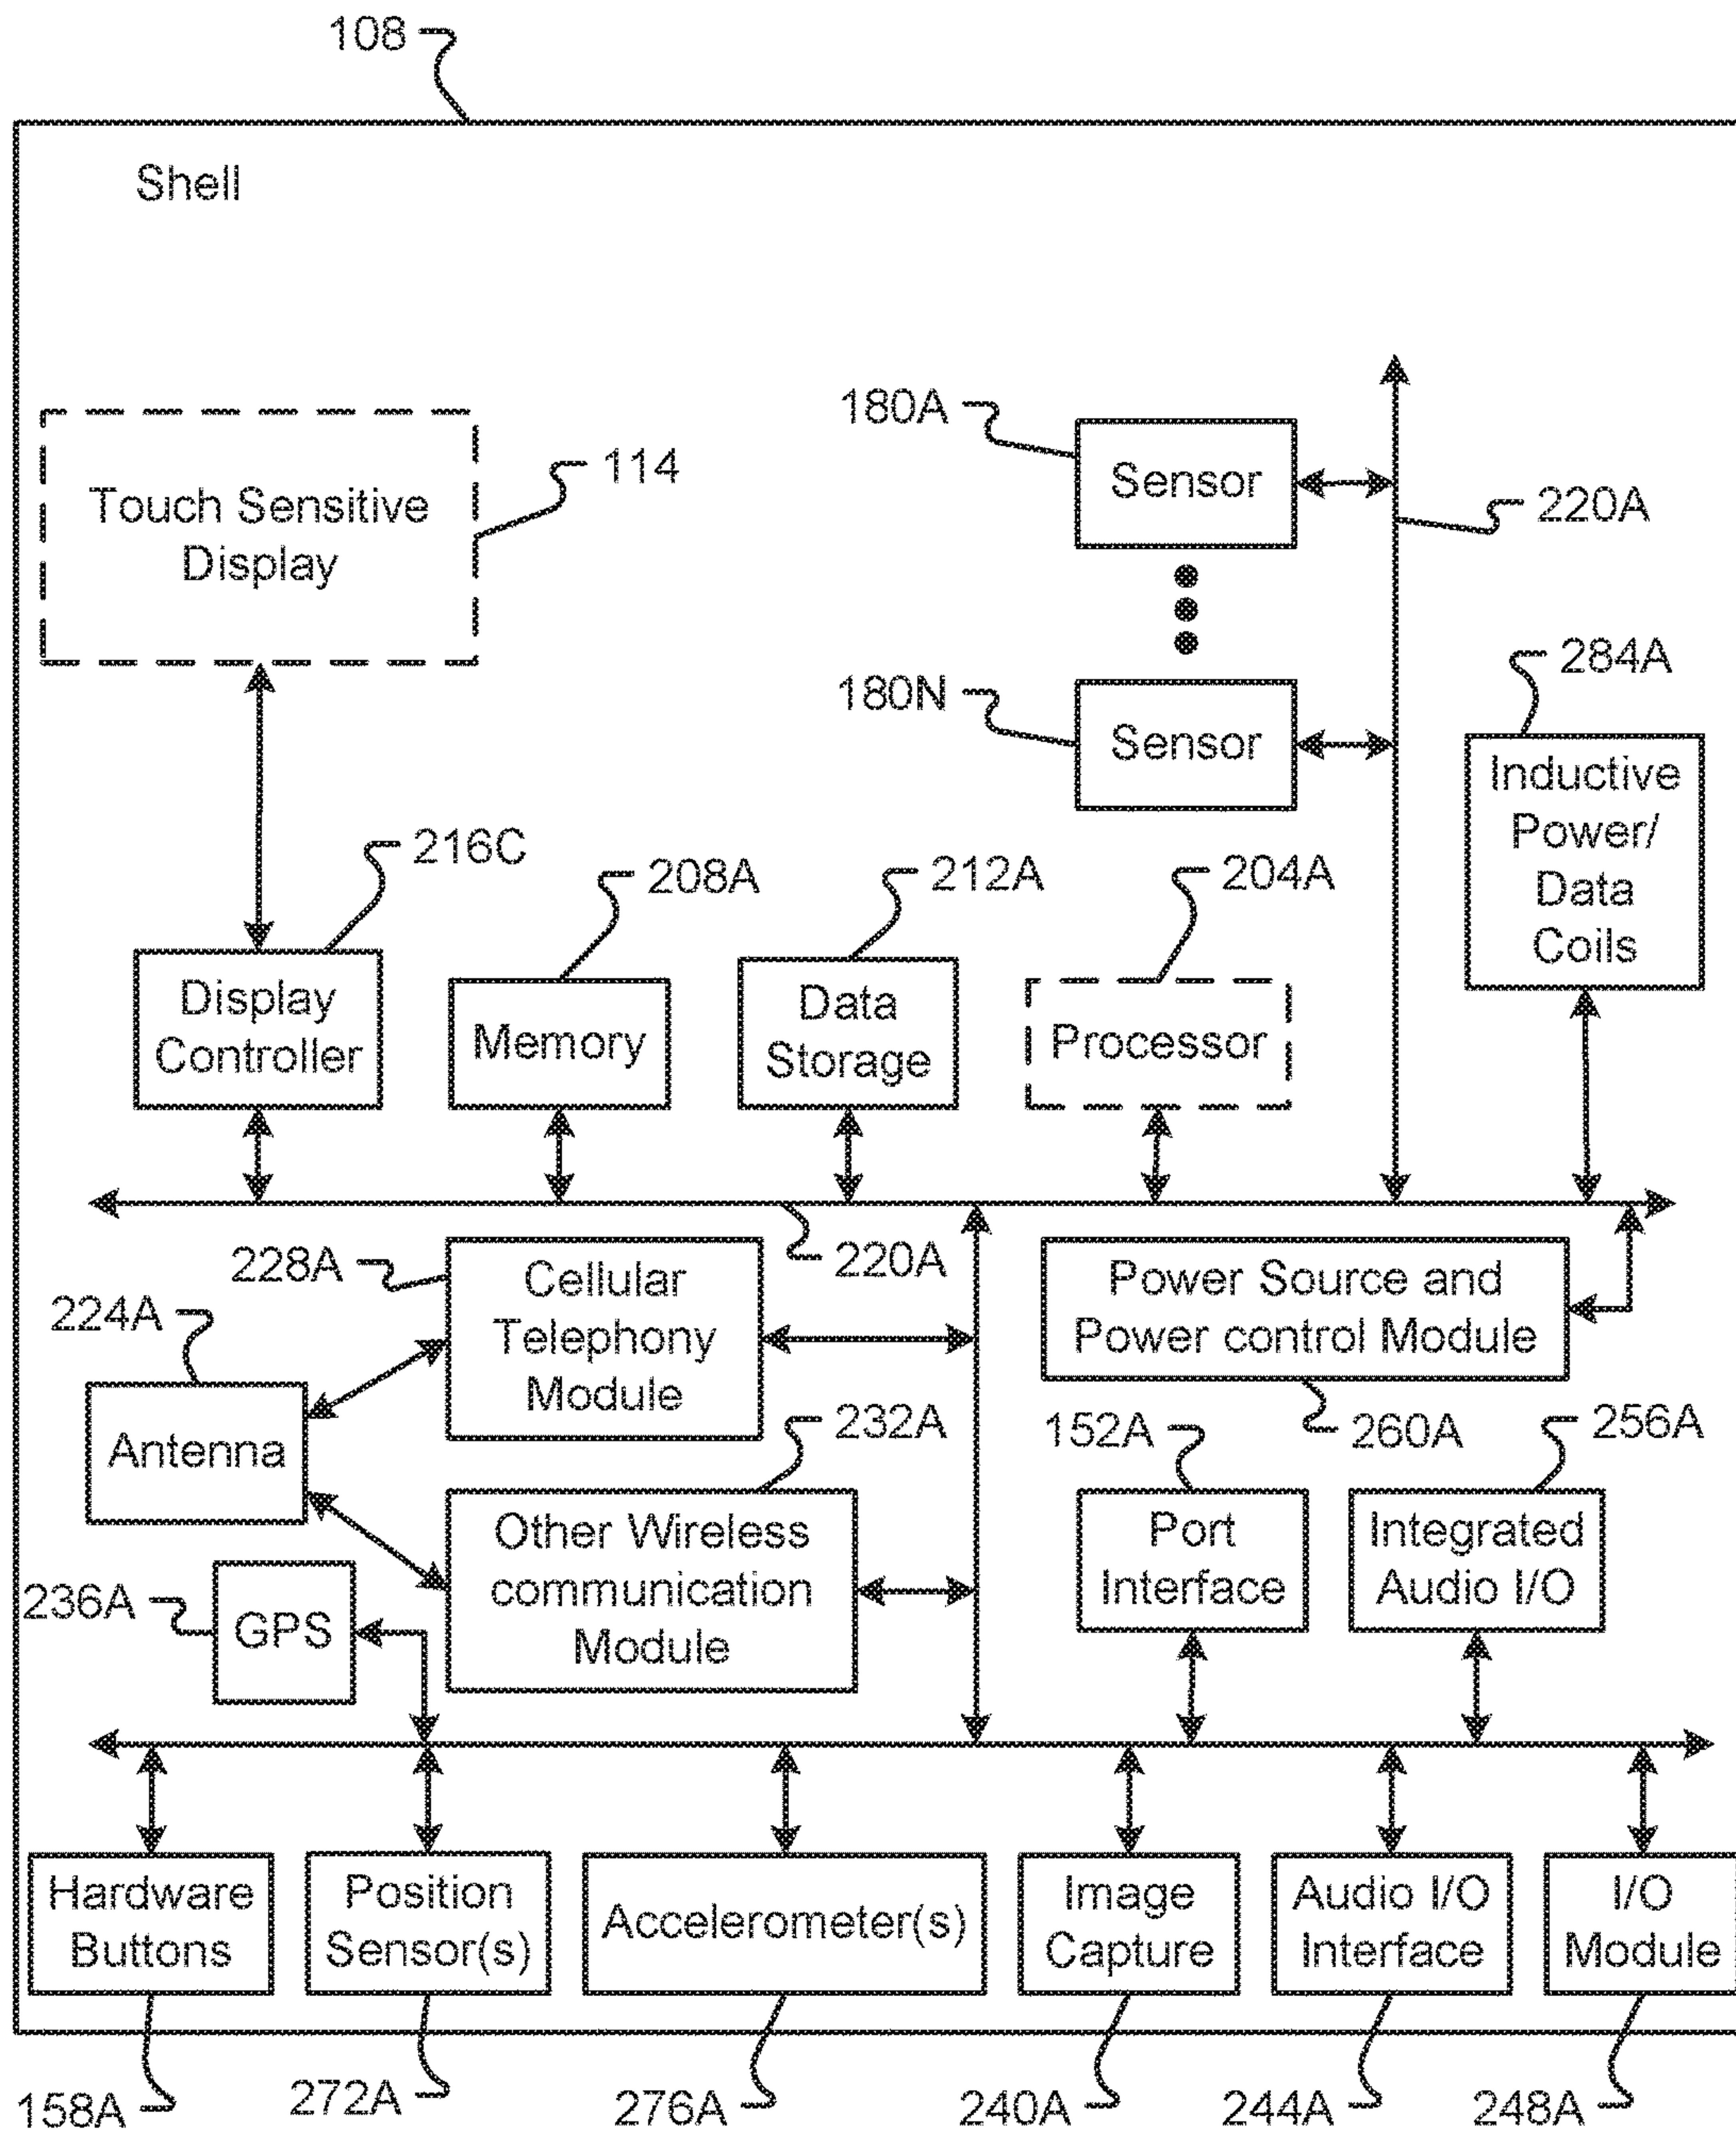 108
Shell
180A
Sensor
114
Touch Sensitive
Display
220A
284A
180N
Sensor
Inductive
Power/
Data
Coils
216C
208A
212A
204A
Display
Controller
Memory
Data
Storage
Processor
228A
220A
Cellular
Telephony
Module
Power Source and
Power control Module
224A
Antenna
232A
152A
260A
256A
Other Wireless
communication
Module
Port
Interface
Integrated
Audio I/O
236A
GPS
Hardware
Buttons
Position
Sensor(s)
Accelerometer(s)
Image
Capture
Audio I/O
Interface
I/O
Module
158A
272A
276A
240A
244A
248A